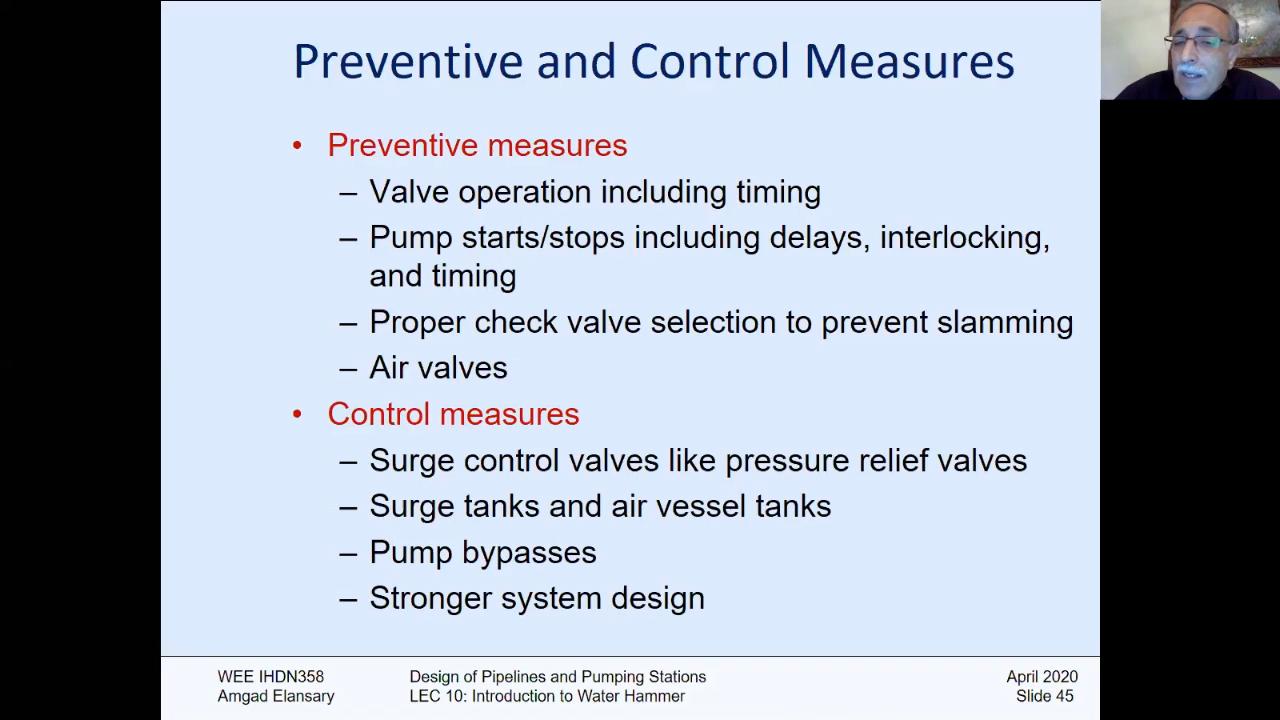 Preventive and Control Measures
• Preventive measures
– Valve operation including timing
– Pump starts/stops including delays, interlocking,
and timing
– Proper check valve selection to prevent slamming
– Air valves
• Control measures
– Surge control valves like pressure relief valves
– Surge tanks and air vessel tanks
– Pump bypasses
– Stronger system design
WEE IHDN358
Amgad Elansary
Design of Pipelines and Pumping Stations
LEC 10: Introduction to Water Hammer
April 2020
Slide 45